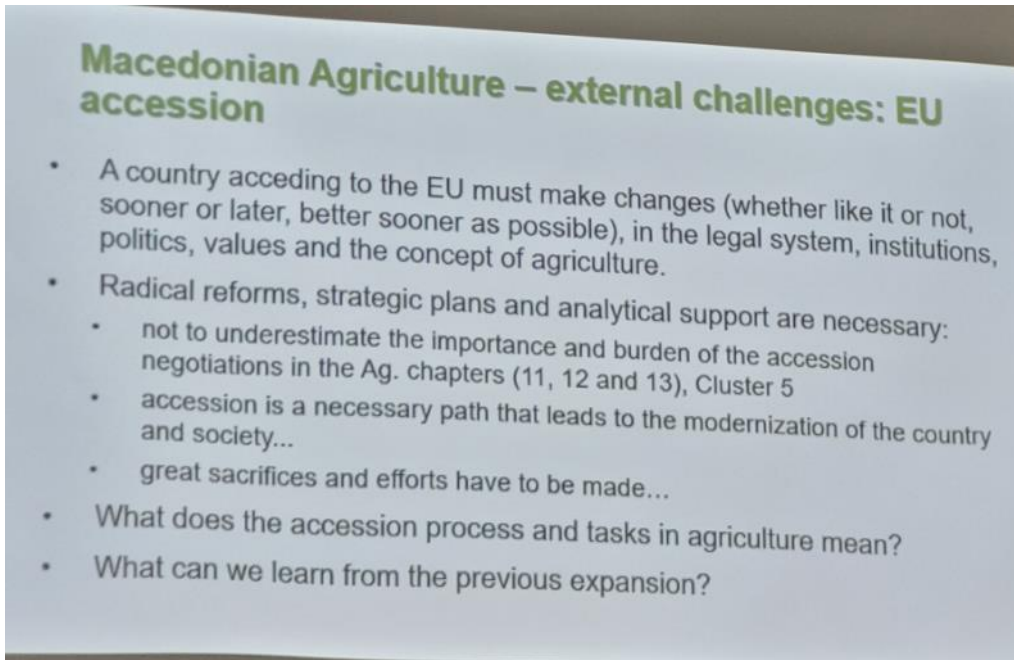 Macedonian Agriculture – external challenges: EU
accession
• A country acceding to the EU must make changes (whether like it or not,
sooner or later, better sooner as possible), in the legal system, institutions,
politics, values and the concept of agriculture.
• Radical reforms, strategic plans and analytical support are necessary:
• not to underestimate the importance and burden of the accession
negotiations in the Ag. chapters (11, 12 and 13), Cluster 5
• accession is a necessary path that leads to the modernization of the country
and society...
• great sacrifices and efforts have to be made...
• What does the accession process and tasks in agriculture mean?
• What can we learn from the previous expansion?